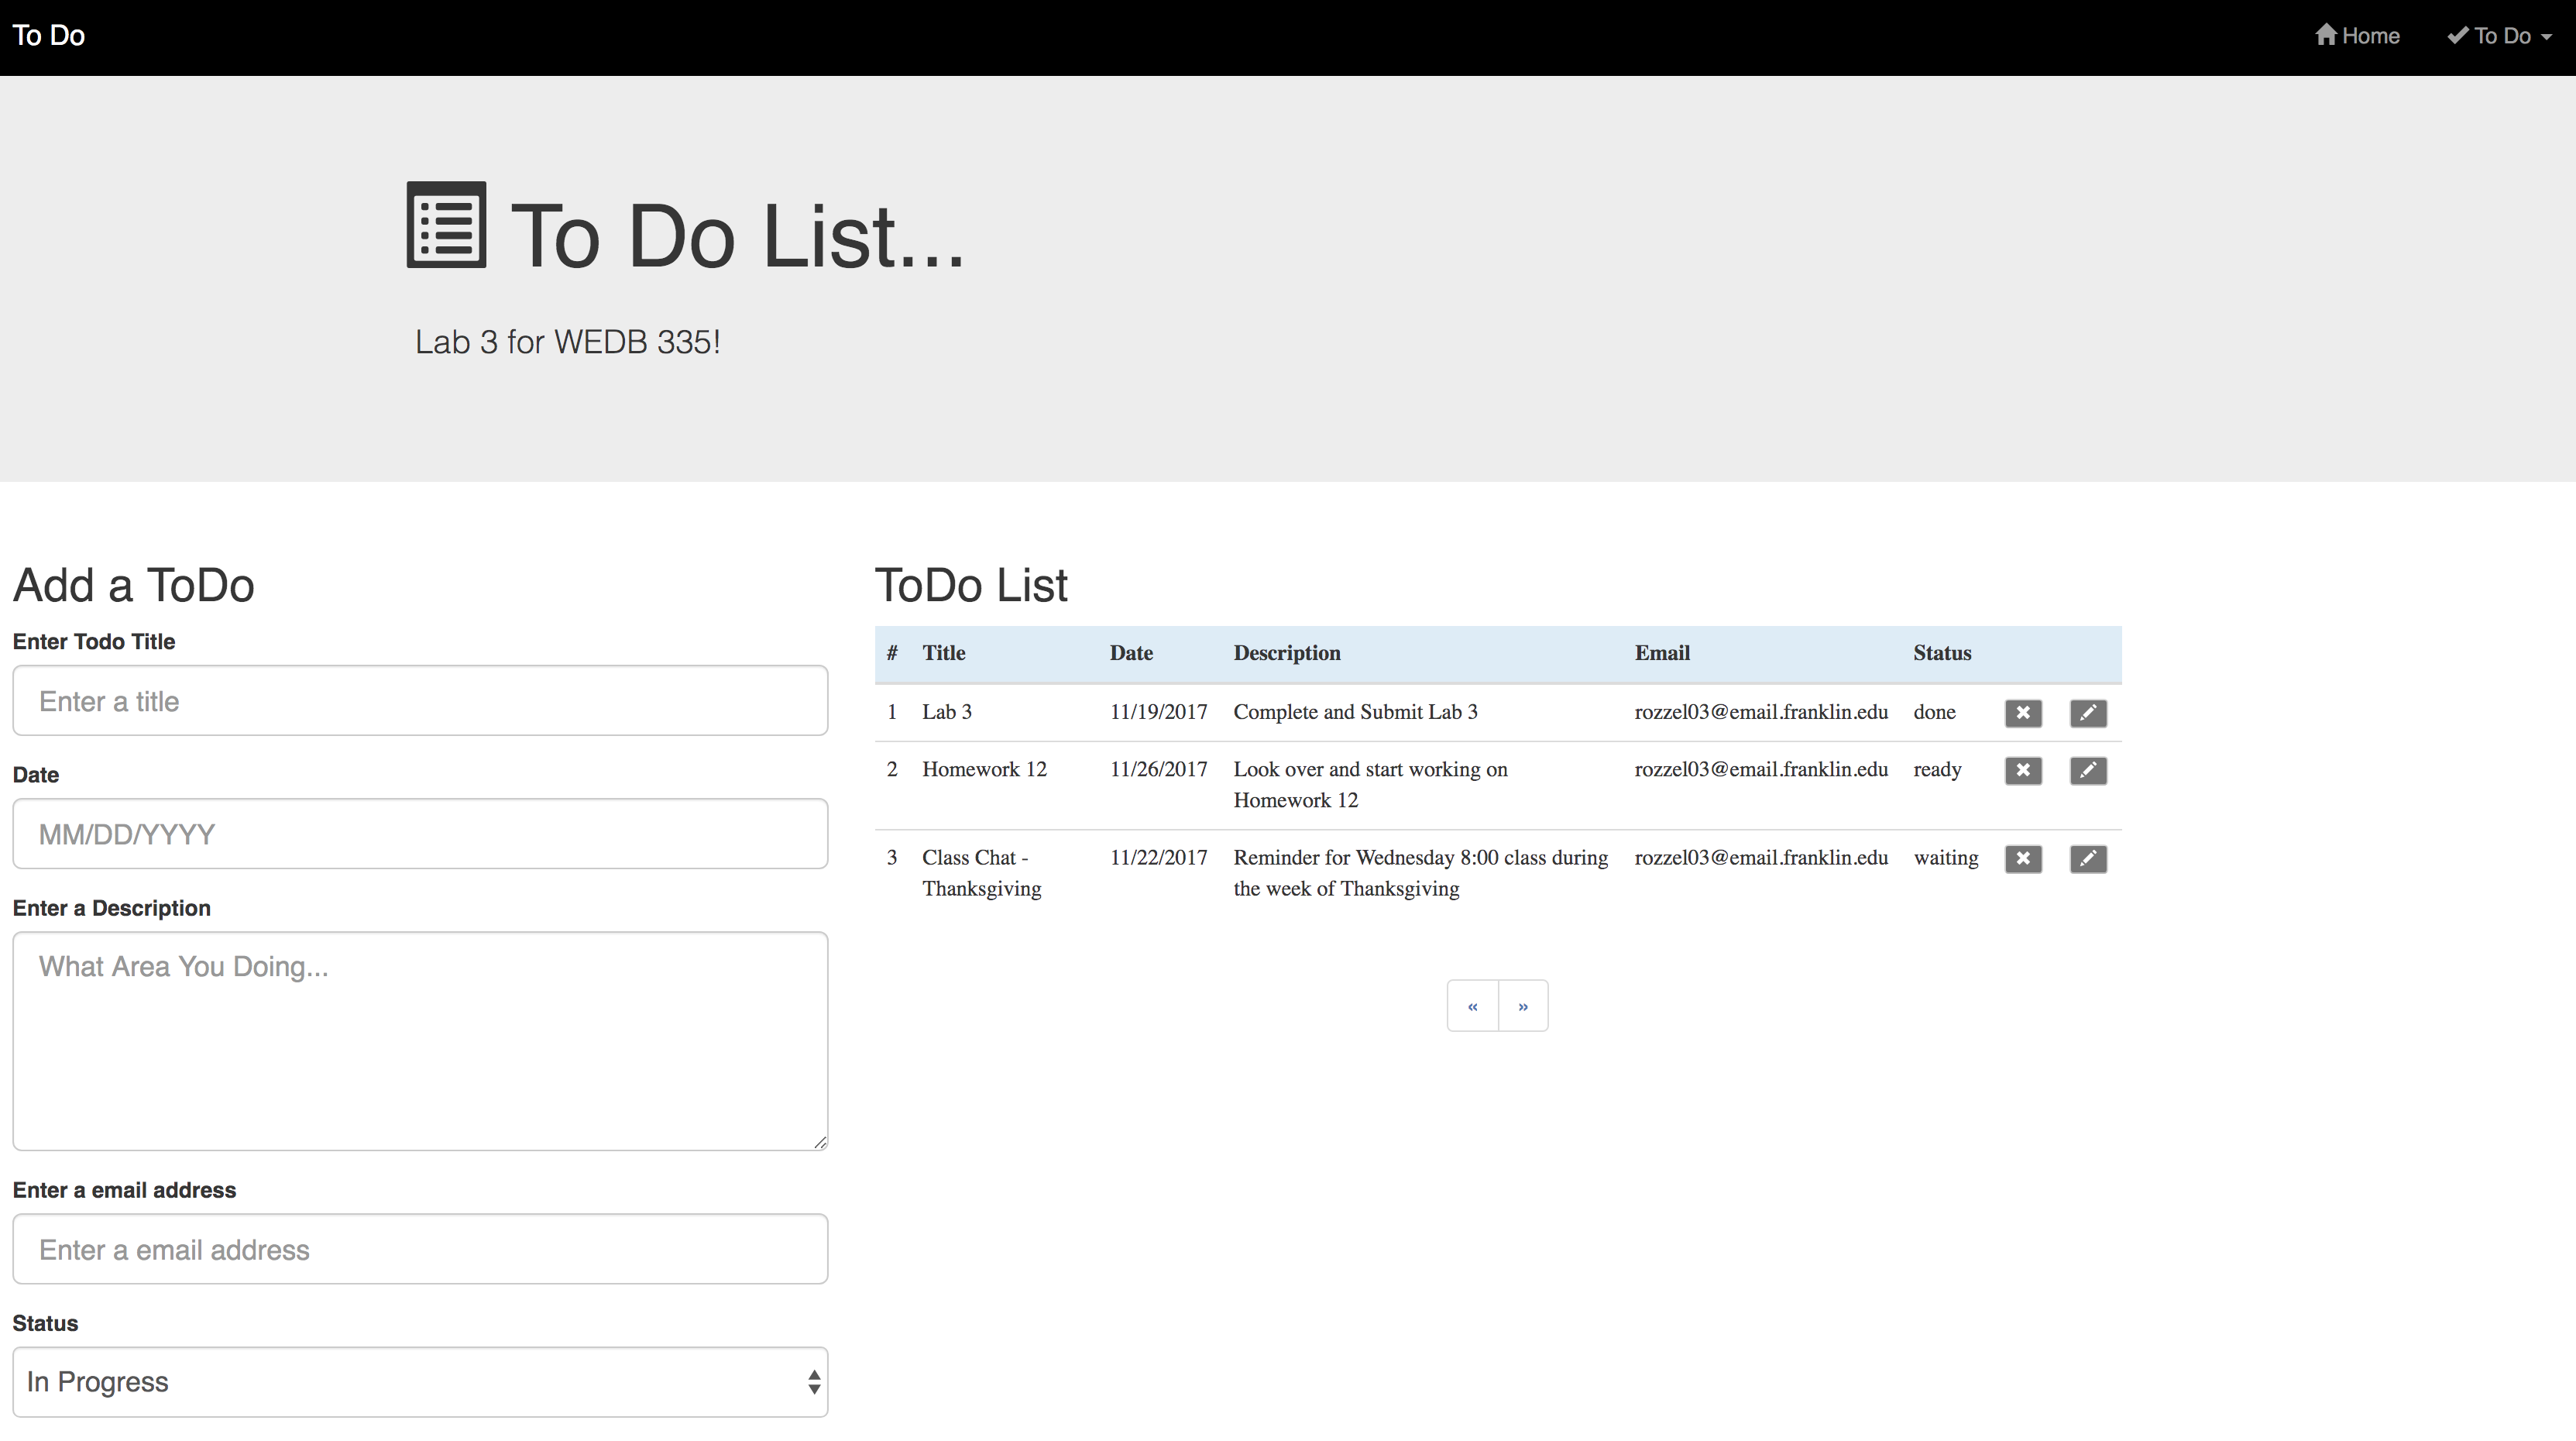 To Do
Home
To Do
To Do List...
Lab 3 for WEDB 335!
Add a ToDo
Enter Todo Title
Enter a title
Date
MM/DD/YYYY
Enter a Description
What Area You Doing...
Enter a email address
Enter a email address
Status
In Progress
ToDo List
# Title Date Description Email Status
1 Lab 3 11/19/2017 Complete and Submit Lab 3 rozzel03@email.franklin.edu done
2 Homework 12 11/26/2017 Look over and start working on rozzel03@email.franklin.edu ready
Homework 12
3 Class Chat - 11/22/2017 Reminder for Wednesday 8:00 class during rozzel03@email.franklin.edu waiting
Thanksgiving the week of Thanksgiving
« »